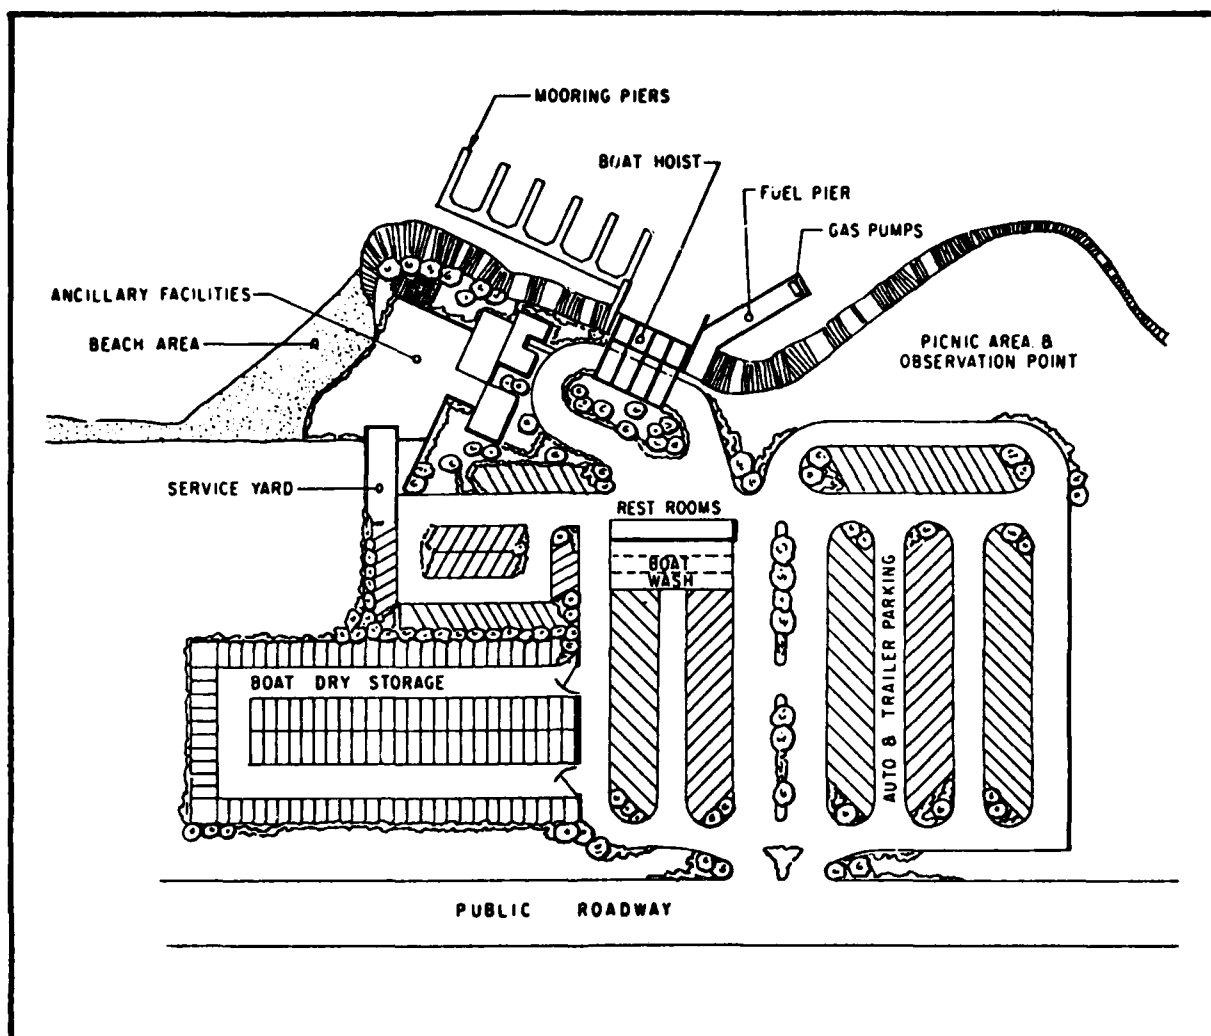 MOORING PIERS
BOAT HOIST
FUEL PIER
GAS PUMPS
ANCILLARY FACILITIES
BEACH AREA
PICNIC AREA &
OBSERVATION POINT
SERVICE YARD
REST ROOMS
BOAT
WASH
AUTO & TRAILER PARKING
BOAT DRY STORAGE
PUBLIC ROADWAY